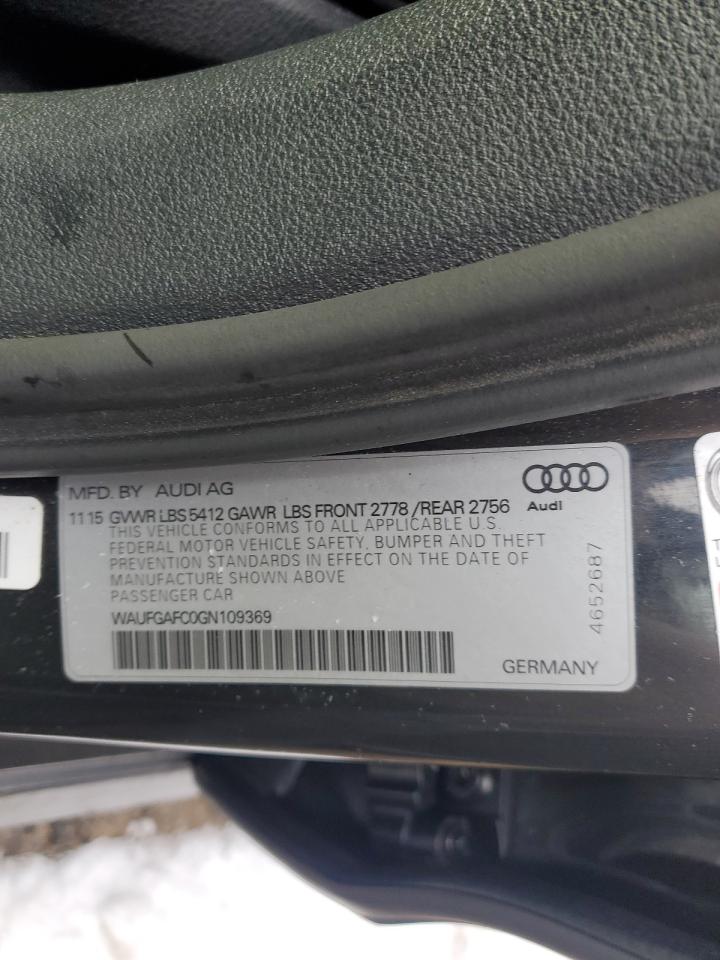 MFD. BY AUDI AG
11 15 GVWR LBS 5412 GAWR LBS FRONT 2778 / REAR 2756
Audi
THIS VEHICLE CONFORMS TO ALL APPLICABLE U.S.
FEDERAL MOTOR VEHICLE SAFETY, BUMPER AND THEFT
PREVENTION STANDARDS IN EFFECT ON THE DATE OF
MANUFACTURE SHOWN ABOVE
PASSENGER CAR
WAUFGAFC0GN109369
GERMANY
4652687